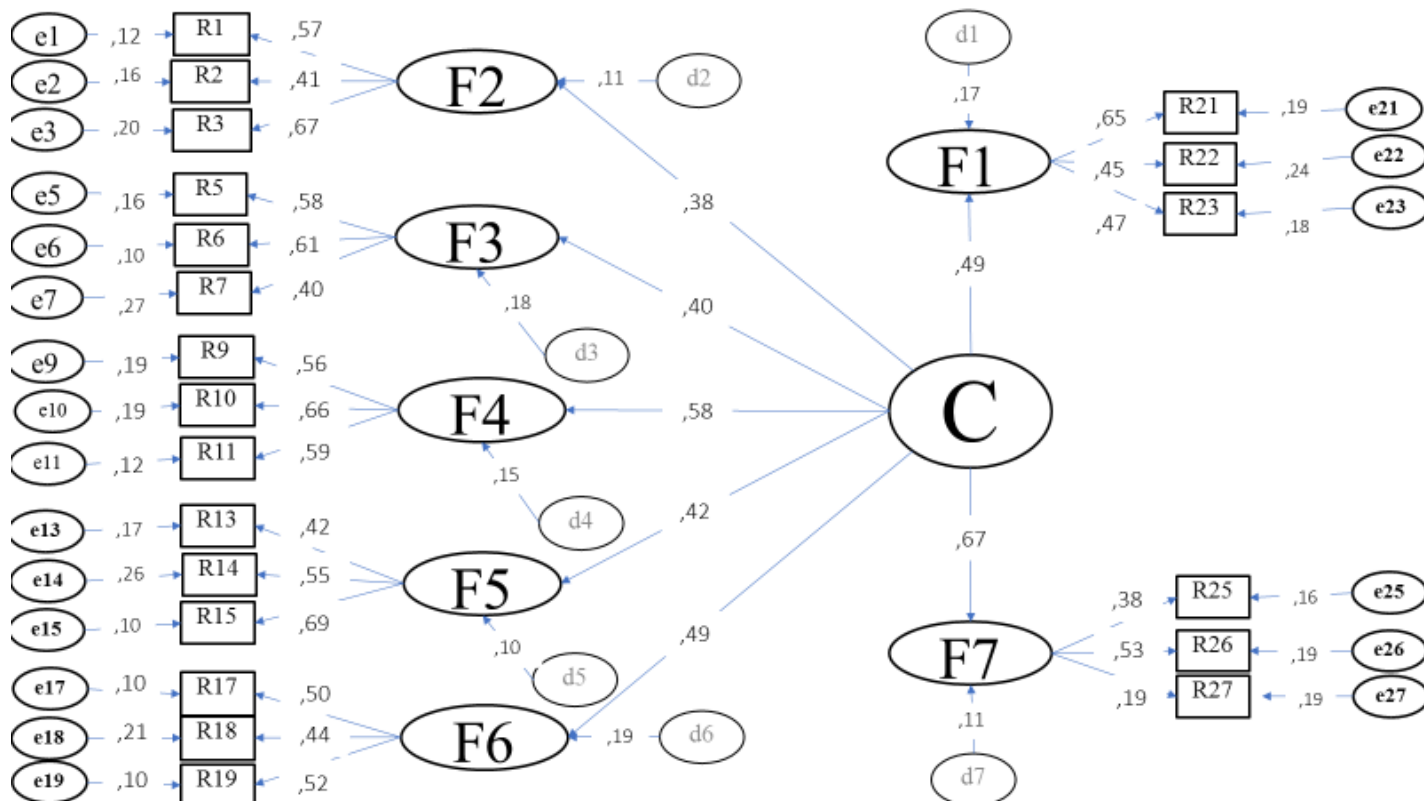 e1 ,12 R1 ,57
e2 ,16 R2 ,41
e3 ,20 R3 ,67
F2 ,11 d2
e5 ,16 R5 ,58
e6 ,10 R6 ,61
e7 ,27 R7 ,40
F3
,18
d3
e9 ,19 R9 ,56
e10 ,19 R10 ,66
e11 ,12 R11 ,59
F4
,15
d4
e13 ,17 R13 ,42
e14 ,26 R14 ,55
e15 ,10 R15 ,69
F5
,10
d5
e17 ,10 R17 ,50
e18 ,21 R18 ,44
e19 ,10 R19 ,52
F6 ,19 d6
,38
,40
,58
,42
,49
C
,49
,67
d1
,17
F1
,65 R21 ,19 e21
,45 R22 ,24 e22
,47 R23 ,18 e23
F7
,38 R25 ,16 e25
,53 R26 ,19 e26
,19 R27 ,19 e27
,11
d7